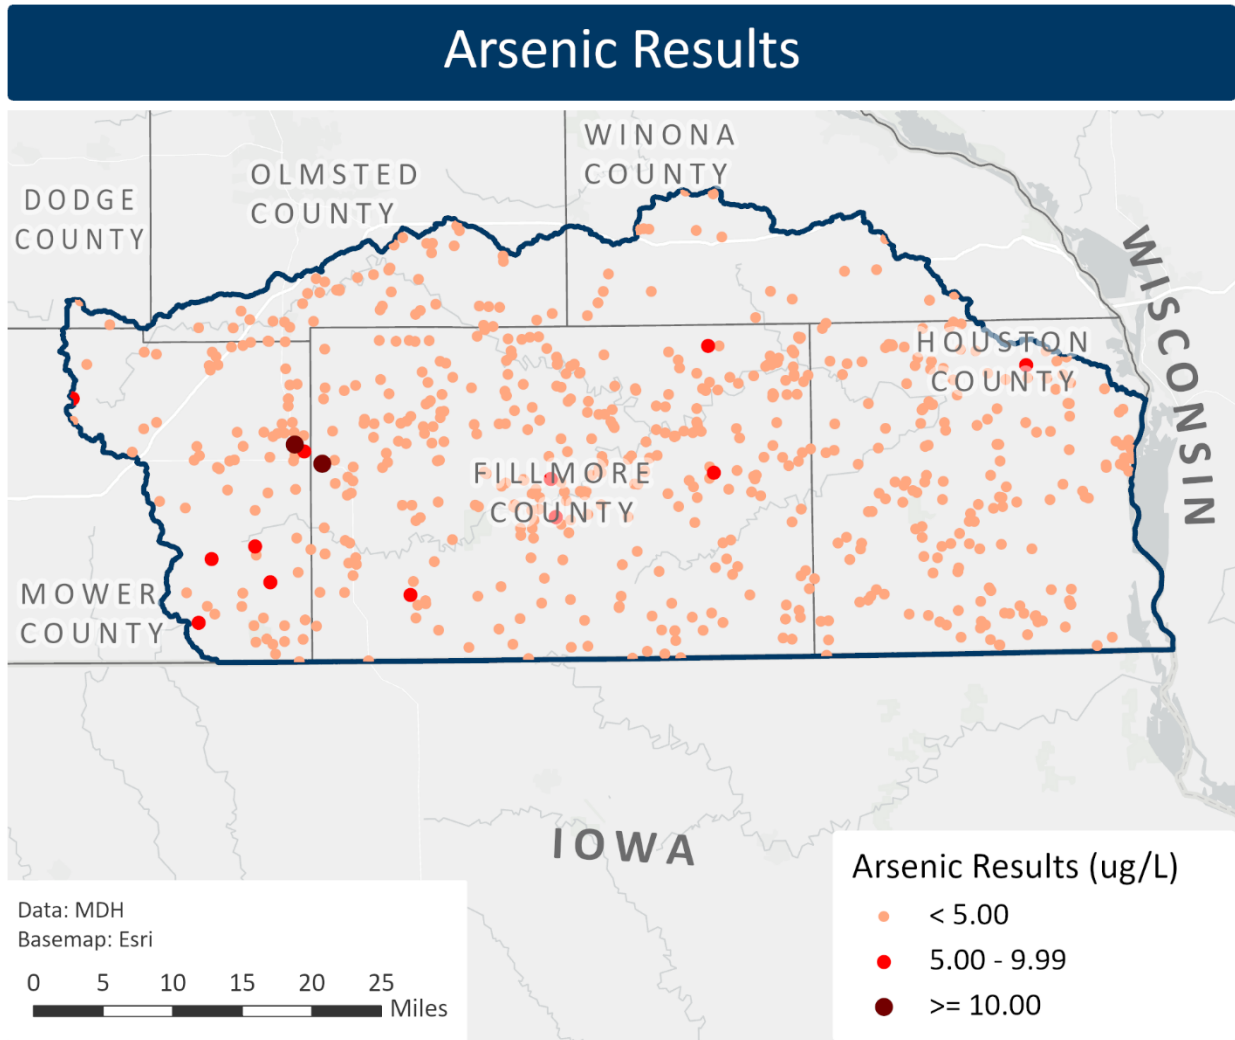 Arsenic Results
WINONA
COUNTY
OLMSTED
COUNTY
DODGE
COUNTY
WISCONSIN
HOUSTON
COUNTY
FILLMORE
COUNTY
MOWER
COUNTY
IOWA
Arsenic Results (ug/L)
< 5.00
5.00 - 9.99
>= 10.00
Data: MDH
Basemap: Esri
0 5 10 15 20 25
Miles